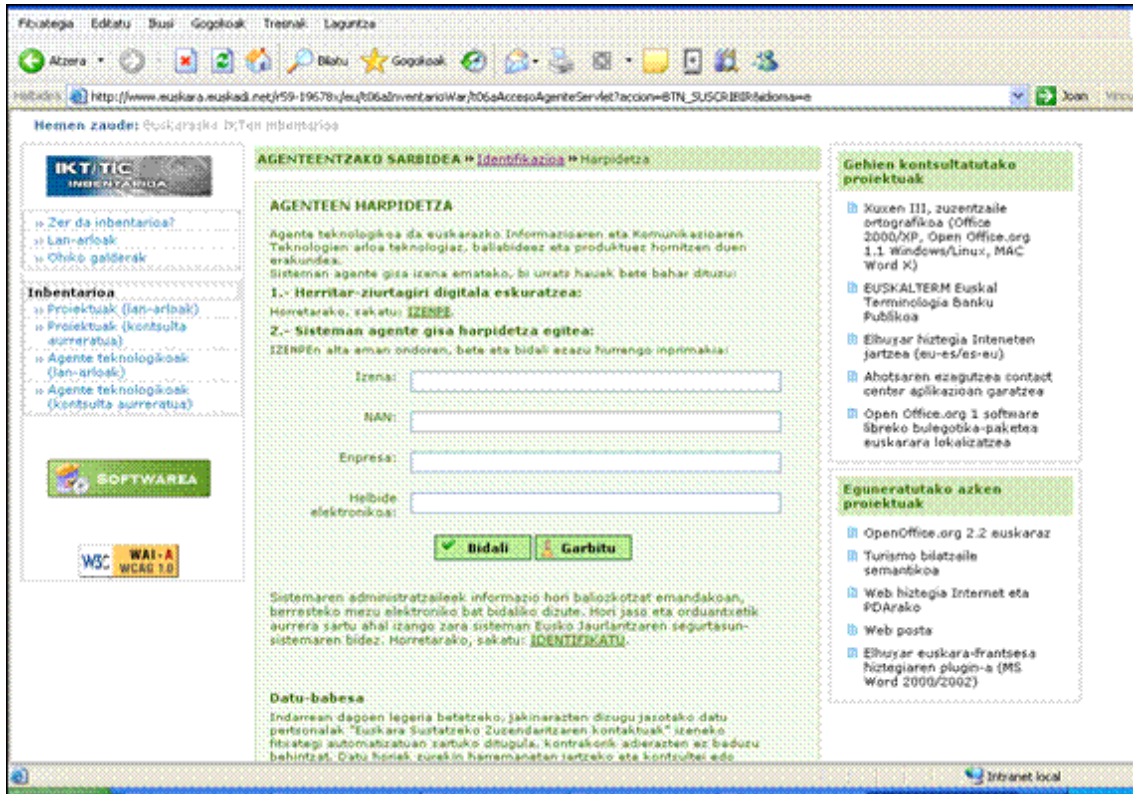 Fitxategia Editatu Ikusi Gogokoak Tresnak Laguntza
Atzera Bilatu Gogokoak
Helbidea http://www.euskara.euskadi.net/r59-19678x/eu/t06aInventarioWar/t06aAccesoAgenteServlet?accion=BTN_SUSCRIBIR&idioma=e Joan
Hemen zaude: Euskarazko IKTen inbentarioa
IKT/TIC
INBENTARIOA
» Zer da inbentarioa?
» Lan-arloak
» Ohiko galderak
Inbentarioa
» Proiektuak (lan-arloak)
» Proiektuak (kontsulta
aurreratua)
» Agente teknologikoak
(lan-arloak)
» Agente teknologikoak
(kontsulta aurreratua)
SOFTWAREA
W3C WAI-A
WCAG 1.0
AGENTEENTZAKO SARBIDEA » Identifikazioa » Harpidetza
AGENTEEN HARPIDETZA
Agente teknologikoa da euskarazko Informazioaren eta Komunikazioaren
Teknologien arloa teknologiaz, baliabideez eta produktuez hornitzen duen
erakundea.
Sisteman agente gisa izena emateko, bi urrats hauek bete behar dituzu:
1.- Herritar-ziurtagiri digitala eskuratzea:
Horretarako, sakatu: IZENPE.
2.- Sisteman agente gisa harpidetza egitea:
IZENPEn alta eman ondoren, bete eta bidali ezazu hurrengo inprimakia:
Izena:
NAN:
Enpresa:
Helbide
elektronikoa:
Bidali Garbitu
Sistemaren administratzaileek informazio hori baliozkotzat emandakoan,
berresteko mezu elektroniko bat bidaliko dizute. Hori jaso eta orduantxetik
aurrera sartu ahal izango zara sisteman Eusko Jaurlaritzaren segurtasun-
sistemaren bidez. Horretarako, sakatu: IDENTIFIKATU.
Datu-babesa
Indarrean dagoen legeria betetzeko, jakinarazten dizugu jasotako datu
pertsonalak "Euskara Sustatzeko Zuzendaritzaren kontaktuak" izeneko
fitxategi automatizatuan sartuko ditugula, kontrakorik adierazten ez baduzu
behintzat. Datu horiek zurekin harremanetan jartzeko eta kontsultei edo
Gehien kontsultatutako
proiektuak
Xuxen III, zuzentzaile
ortografikoa (Office
2000/XP, Open Office.org
1.1 Windows/Linux, MAC
Word X)
EUSKALTERM Euskal
Terminologia Banku
Publikoa
Elhuyar hiztegia Inteneten
jartzea (eu-es/es-eu)
Ahotsaren ezagutzea contact
center aplikazioan garatzea
Open Office.org 1 software
libreko bulegotika-paketea
euskarara lokalizatzea
Eguneratutako azken
proiektuak
OpenOffice.org 2.2 euskaraz
Turismo bilatzaile
semantikoa
Web hiztegia Internet eta
PDArako
Web posta
Elhuyar euskara-frantsesa
hiztegiaren plugin-a (MS
Word 2000/2002)
Intranet local